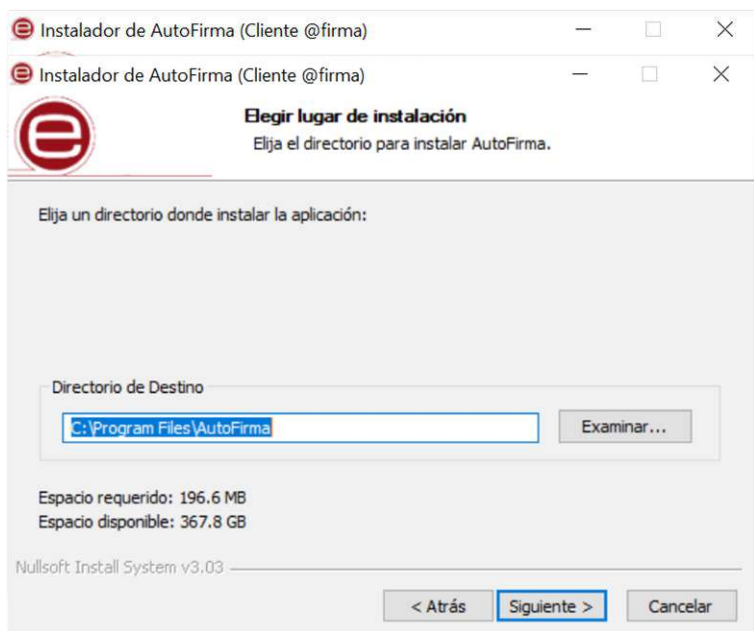 Instalador de AutoFirma (Cliente @firma)
Instalador de AutoFirma (Cliente @firma)
Elegir lugar de instalación
Elija el directorio para instalar AutoFirma.
Elija un directorio donde instalar la aplicación:
Directorio de Destino
C:\Program Files\AutoFirma
Examinar...
Espacio requerido: 196.6 MB
Espacio disponible: 367.8 GB
Nullsoft Install System v3.03
< Atrás Siguiente > Cancelar